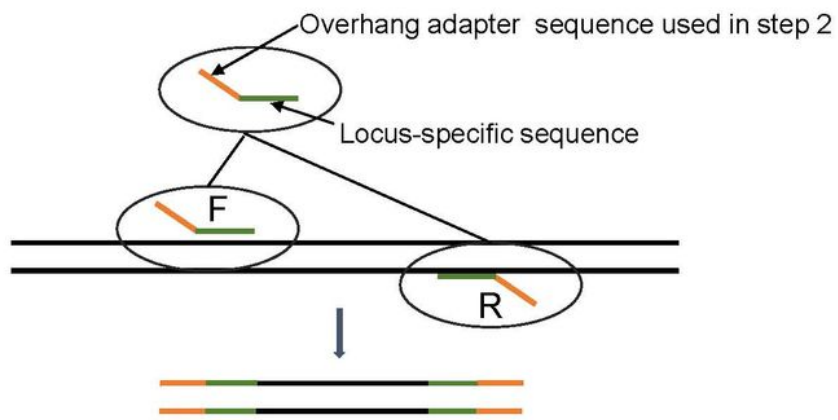 Overhang adapter sequence used in step 2
Locus-specific sequence
F
R